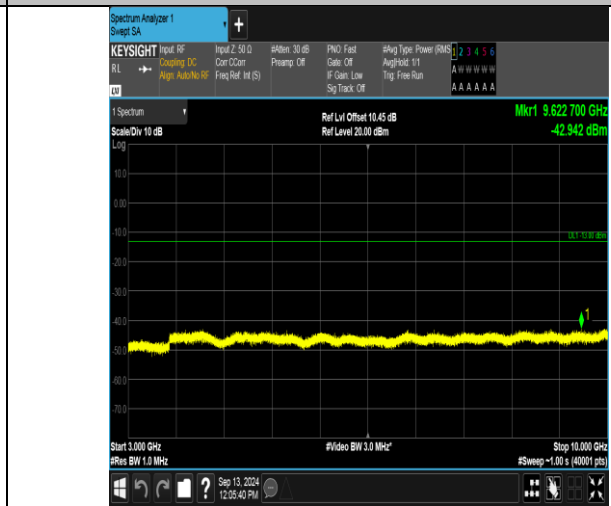 Spectrum Analyzer 1
Swept SA
+
KEYSIGHT Input: RF Input Z: 50 Ω #Atten: 30 dB PNO: Fast #Avg Type: Power (RMS 1 2 3 4 5 6
RL Coupling: DC Corr CCorr Preamp: Off Gate: Off Avg|Hold: 1/1 A W W W W W
Align: Auto/No RF Freq Ref: Int (S) IF Gain: Low Trig: Free Run
Sig Track: Off A A A A A A
LXI
1 Spectrum Ref Lvl Offset 10.45 dB Mkr1 9.622 700 GHz
Scale/Div 10 dB Ref Level 20.00 dBm -42.942 dBm
Log
10.0
0.00
-10.0
DL1 -13.00 dBm
-20.0
-30.0
-40.0
1
-50.0
-60.0
-70.0
Start 3.000 GHz #Video BW 3.0 MHz* Stop 10.000 GHz
#Res BW 1.0 MHz #Sweep ~1.00 s (40001 pts)
? Sep 13, 2024
12:05:40 PM